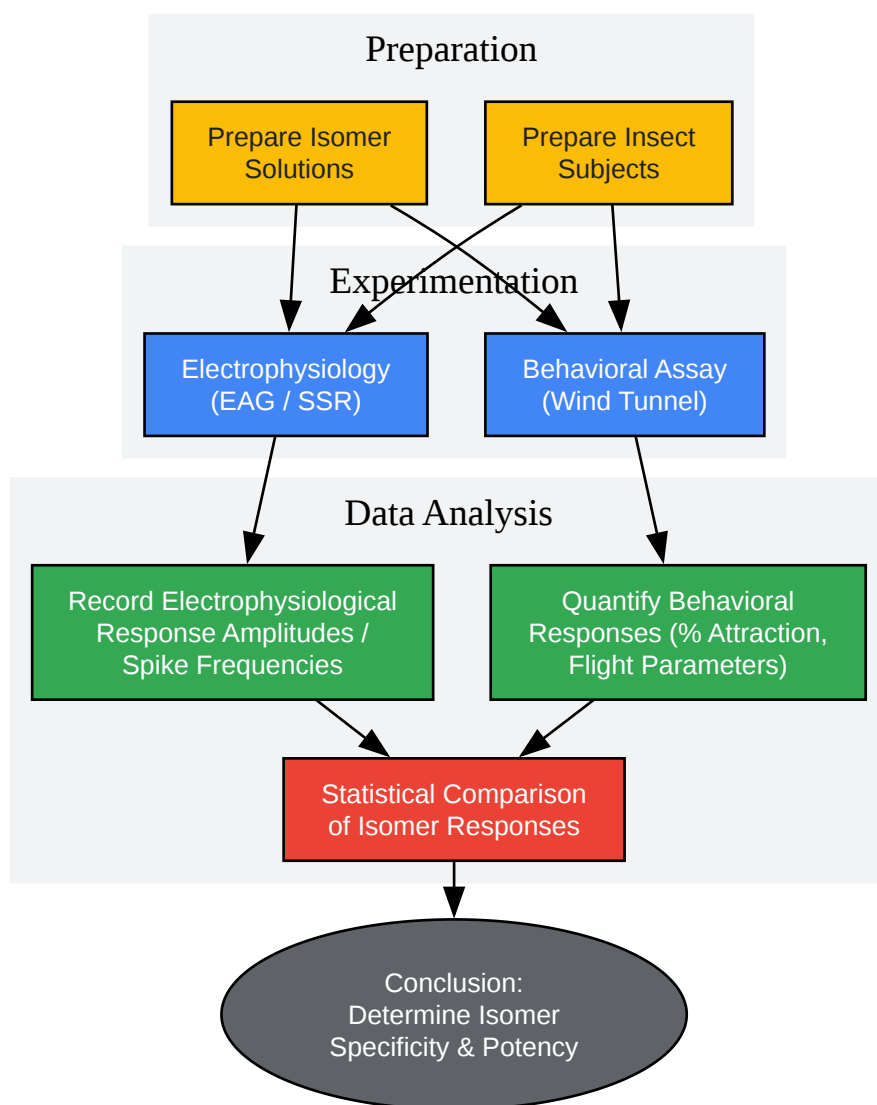 Preparation
Prepare Isomer
Solutions
Prepare Insect
Subjects
Experimentation
Electrophysiology
(EAG / SSR)
Behavioral Assay
(Wind Tunnel)
Data Analysis
Record Electrophysiological
Response Amplitudes /
Spike Frequencies
Quantify Behavioral
Responses (% Attraction,
Flight Parameters)
Statistical Comparison
of Isomer Responses
Conclusion:
Determine Isomer
Specificity & Potency